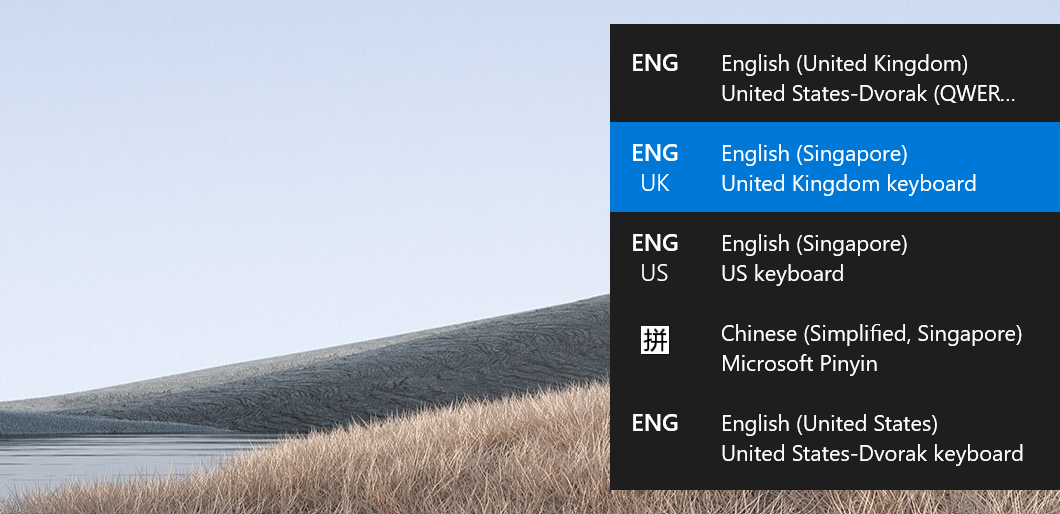 ENG English (United Kingdom)
United States-Dvorak (QWER...
ENG English (Singapore)
UK United Kingdom keyboard
ENG English (Singapore)
US US keyboard
拼 Chinese (Simplified, Singapore)
Microsoft Pinyin
ENG English (United States)
United States-Dvorak keyboard